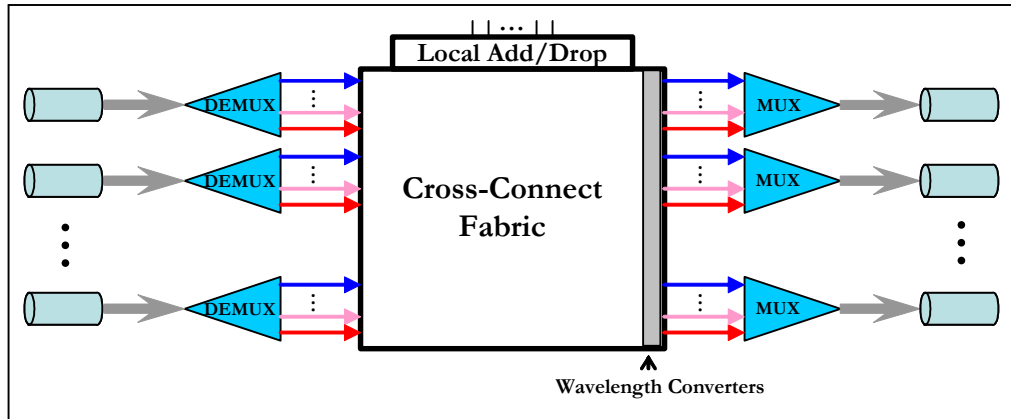 Local Add/Drop
DEMUX
MUX
DEMUX
MUX
Cross-Connect
Fabric
DEMUX
MUX
Wavelength Converters